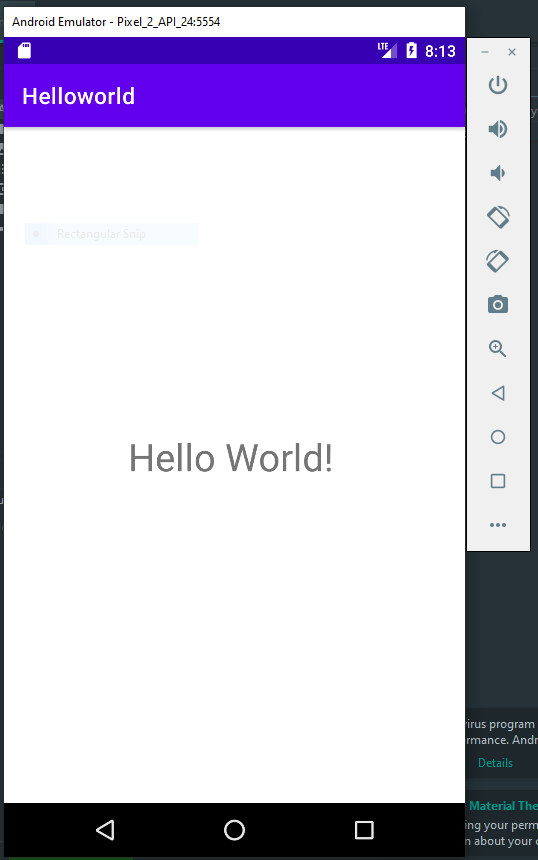 Android Emulator - Pixel_2_API_24:5554
LTE 8:13
Helloworld
Rectangular Snip
Hello World!
virus program
rmance. Andr
Details
Material The
ing your perm
n about your